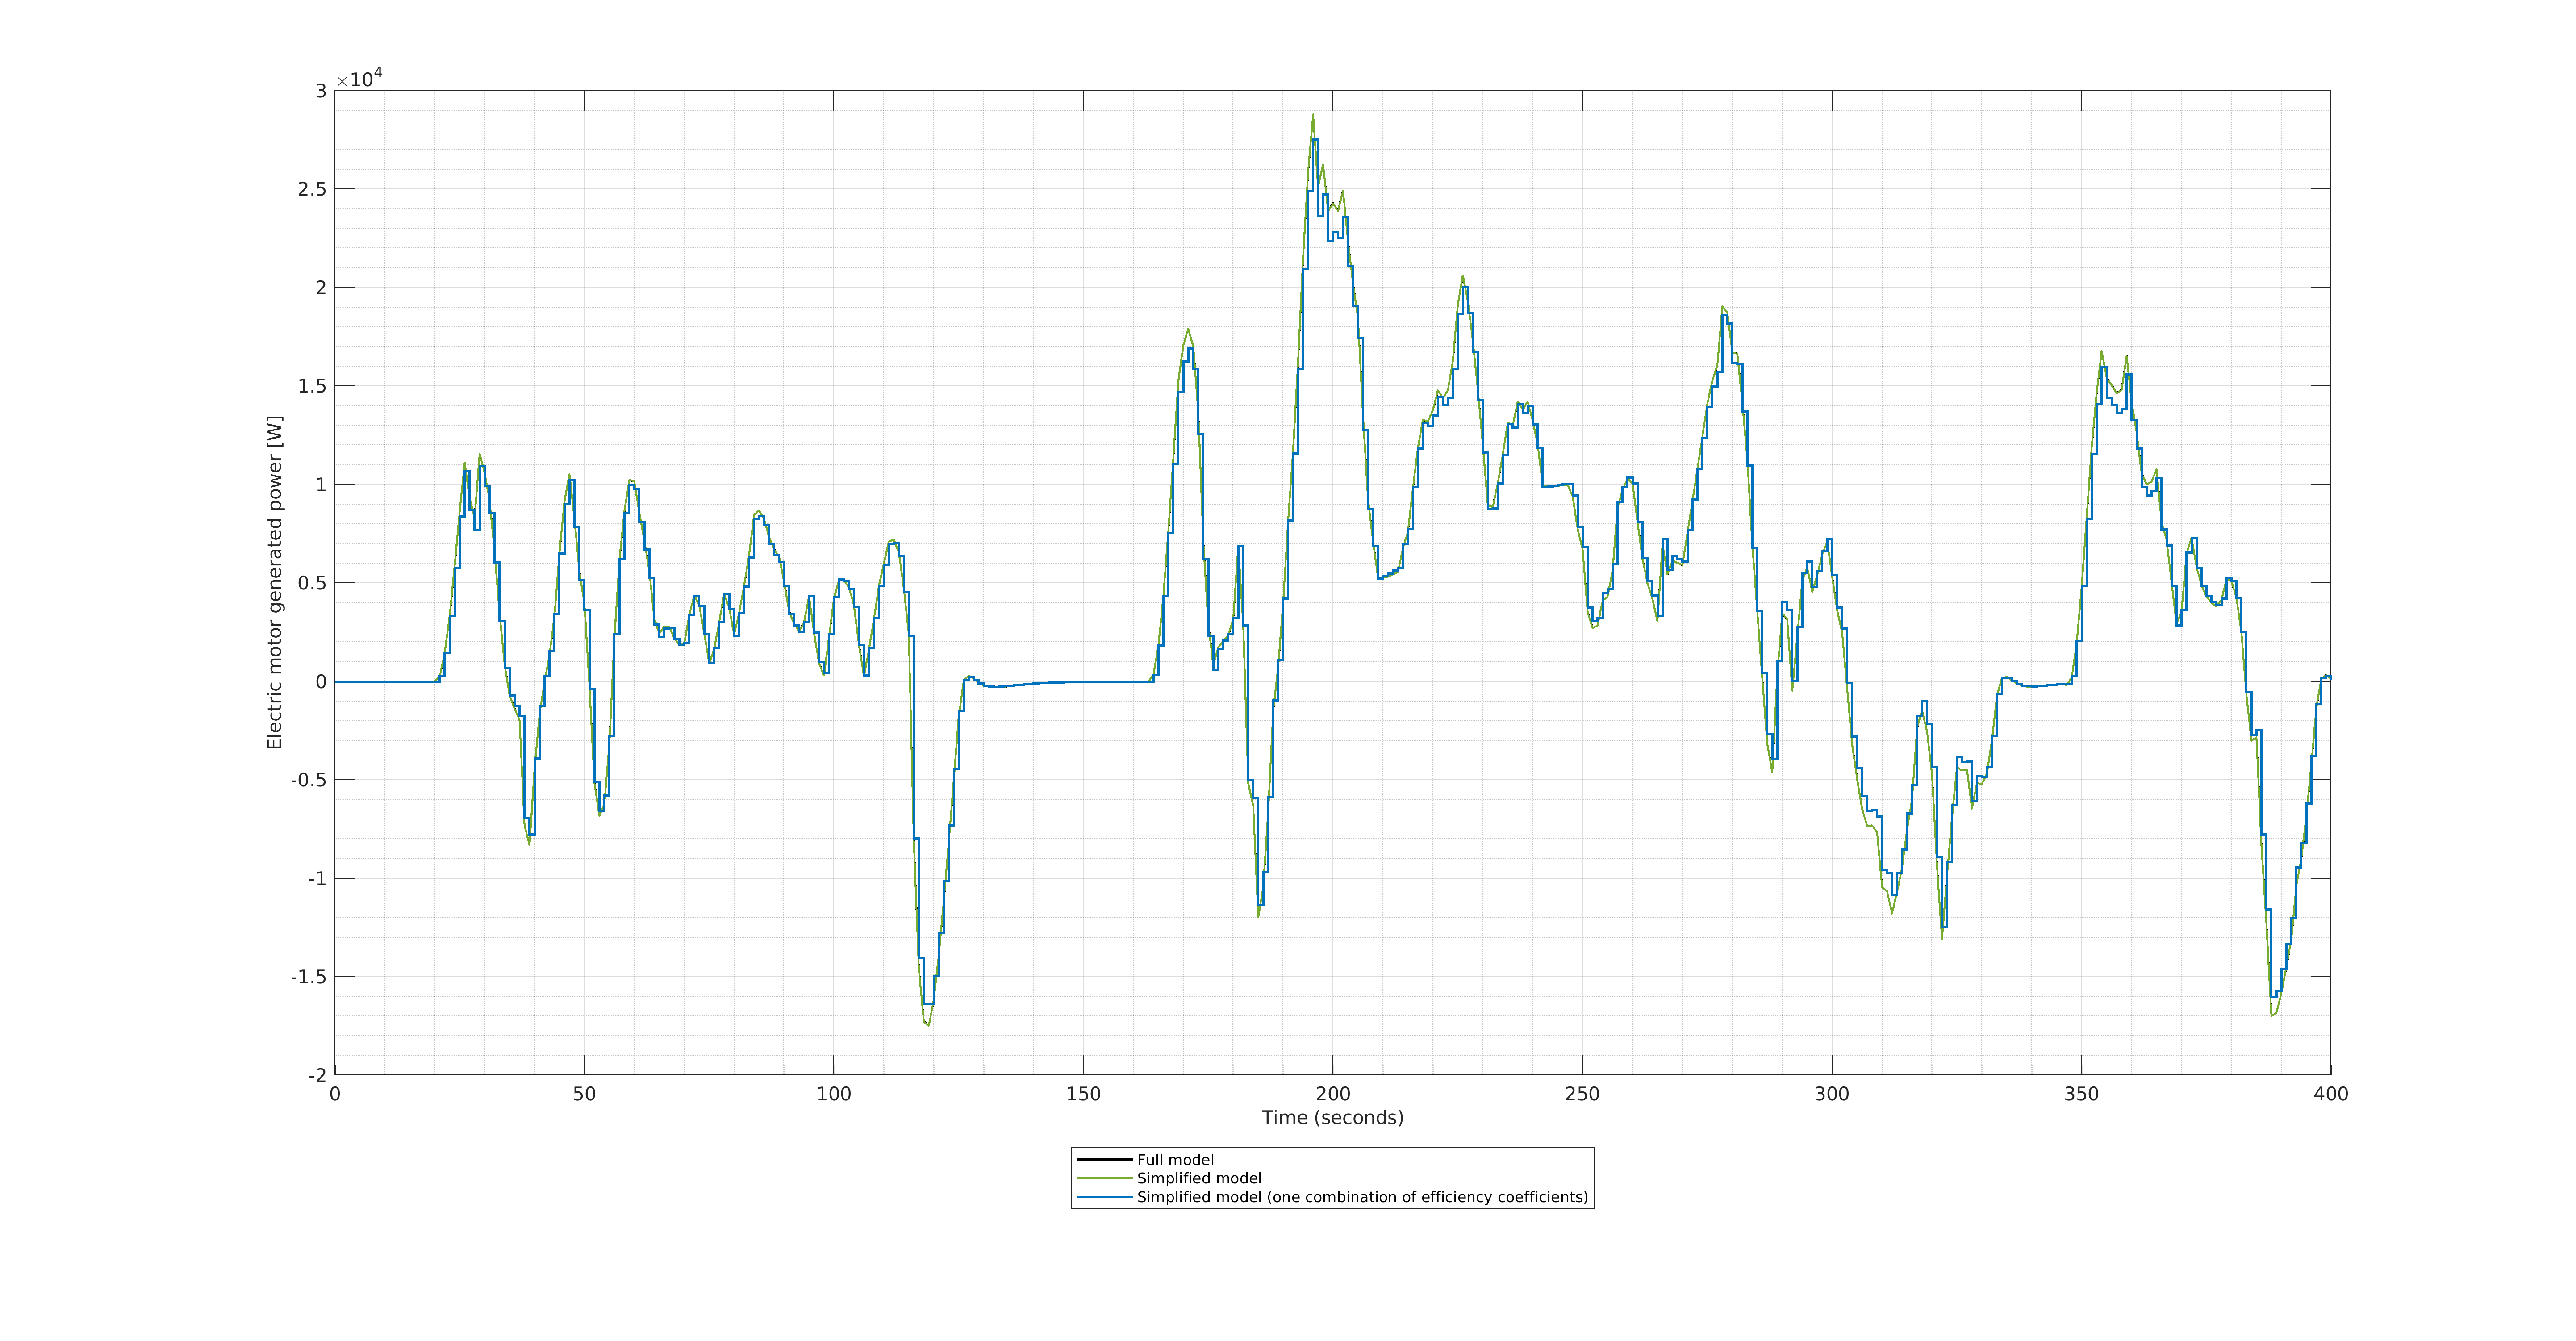 ×10⁴
3
2.5
2
1.5
1
0.5
0
-0.5
-1
-1.5
-2
Electric motor generated power [W]
0 50 100 150 200 250 300 350 400
Time (seconds)
Full model
Simplified model
Simplified model (one combination of efficiency coefficients)